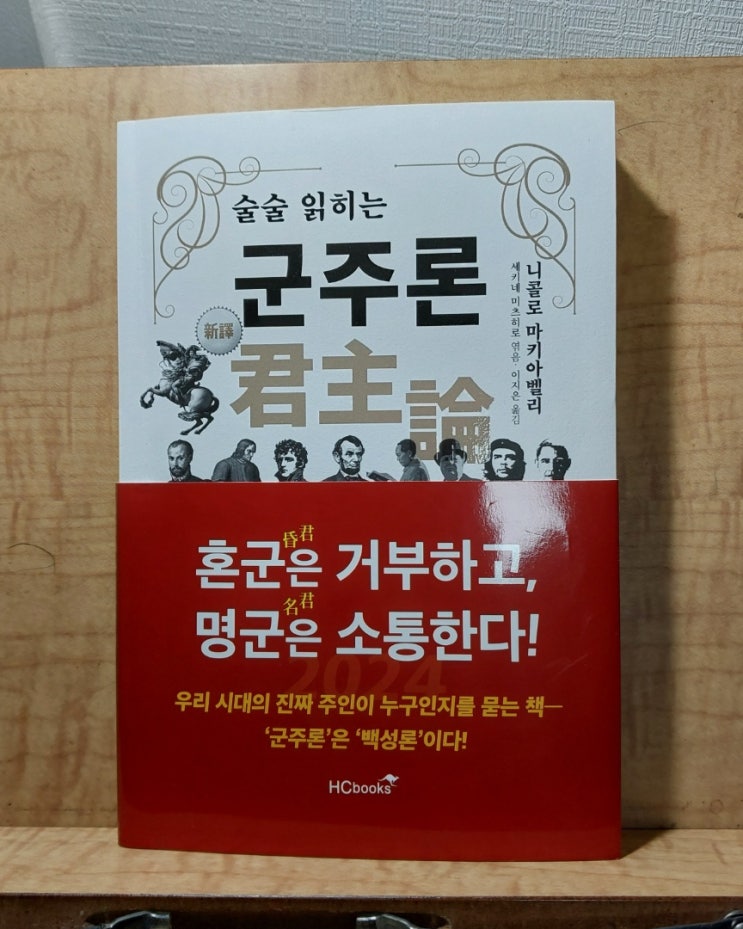 술술 읽히는
군주론
新譯
君主論
니콜로 마키아벨리
세키네 미츠히로 엮음 · 이지은 옮김
혼군昏君은 거부하고,
명군名君은 소통한다!
2024
우리 시대의 진짜 주인이 누구인지를 묻는 책—
‘군주론’은 ‘백성론’이다!
HCbooks